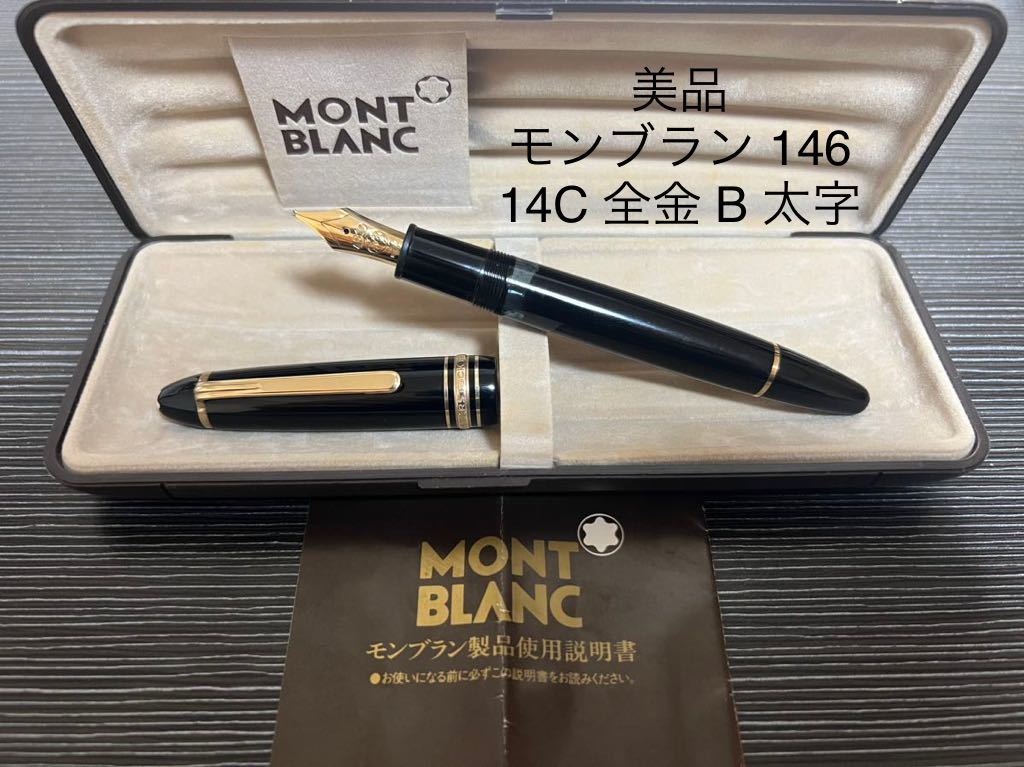 MONT
BLANC
美品
モンブラン 146
14C 全金 B 太字
MONT
BLANC
モンブラン製品使用説明書
●お使いになる前に必ずこの説明書をお読みください。